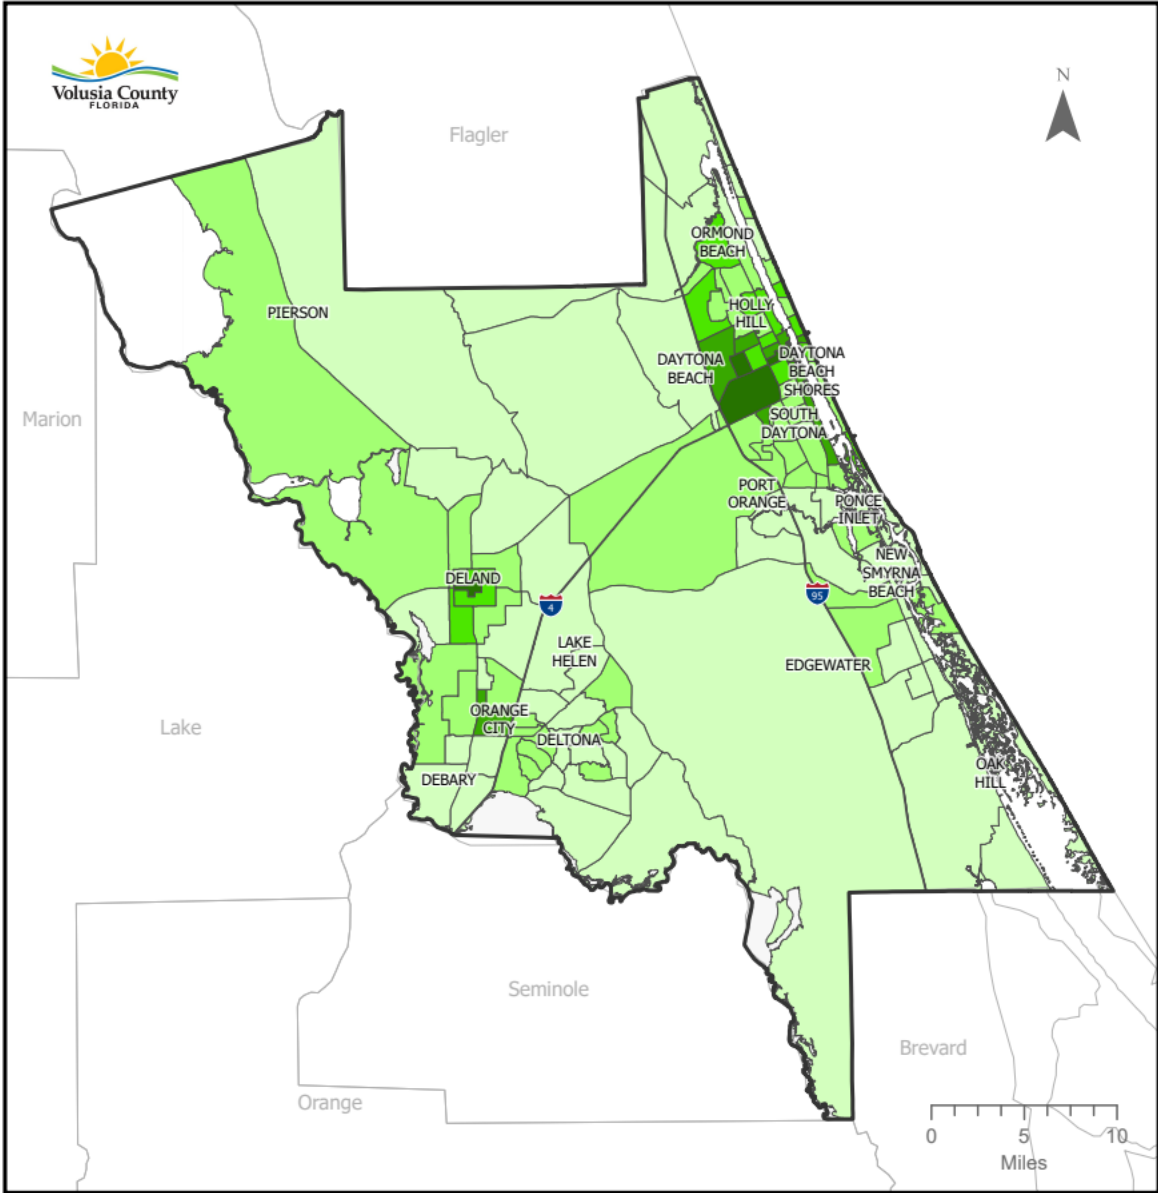 Volusia County
FLORIDA
N
Flagler
ORMOND
BEACH
PIERSON
HOLLY
HILL
DAYTONA
BEACH
DAYTONA
BEACH
SHORES
Marion
SOUTH
DAYTONA
PORT
ORANGE
PONCE
INLET
NEW
SMYRNA
BEACH
DELAND
4
95
LAKE
HELEN
EDGEWATER
ORANGE
CITY
Lake
DELTONA
DEBARY
OAK
HILL
Seminole
Brevard
Orange
0 5 10
Miles